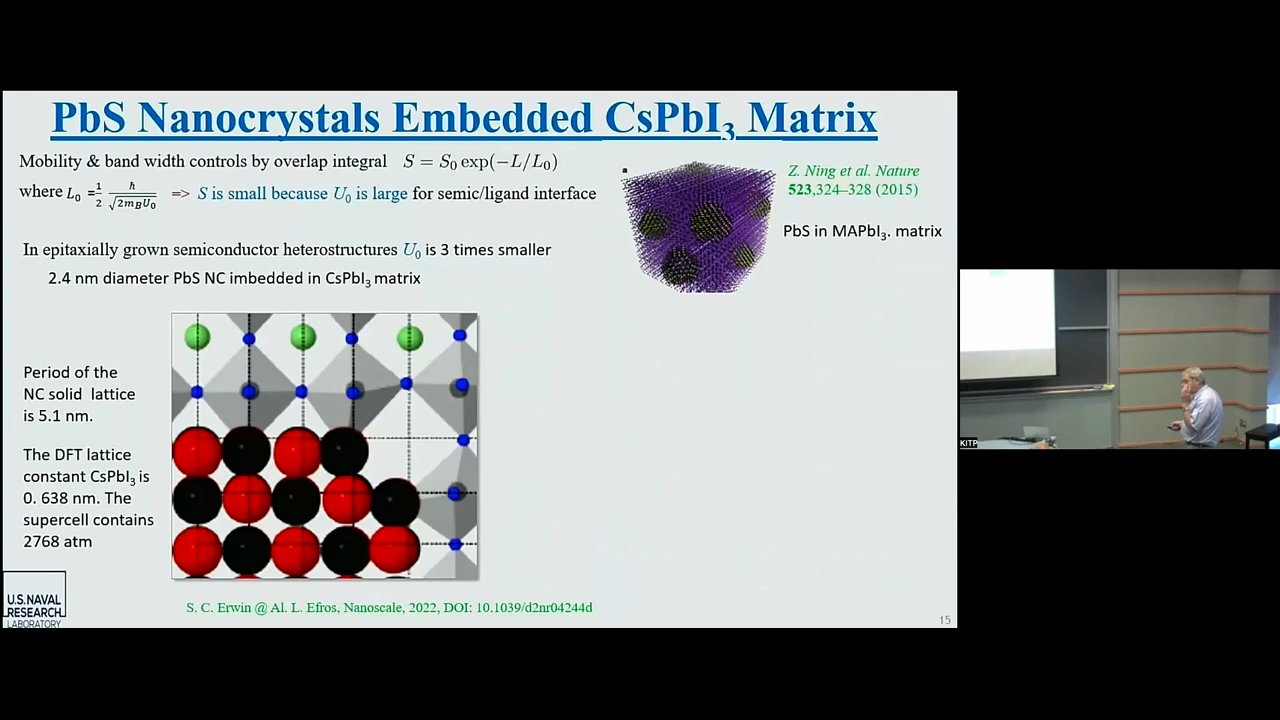 PbS Nanocrystals Embedded CsPbI₃ Matrix
Mobility & band width controls by overlap integral S = S₀ exp(−L/L₀)
where L₀ =½ ħ/√(2m_B U₀) => S is small because U₀ is large for semic/ligand interface
In epitaxially grown semiconductor heterostructures U₀ is 3 times smaller
2.4 nm diameter PbS NC imbedded in CsPbI₃ matrix
a
Z. Ning et al. Nature
523,324–328 (2015)
PbS in MAPbI₃. matrix
Period of the
NC solid lattice
is 5.1 nm.
The DFT lattice
constant CsPbI₃ is
0. 638 nm. The
supercell contains
2768 atm
S. C. Erwin @ Al. L. Efros, Nanoscale, 2022, DOI: 10.1039/d2nr04244d
U.S. NAVAL
RESEARCH
LABORATORY
15
KITP